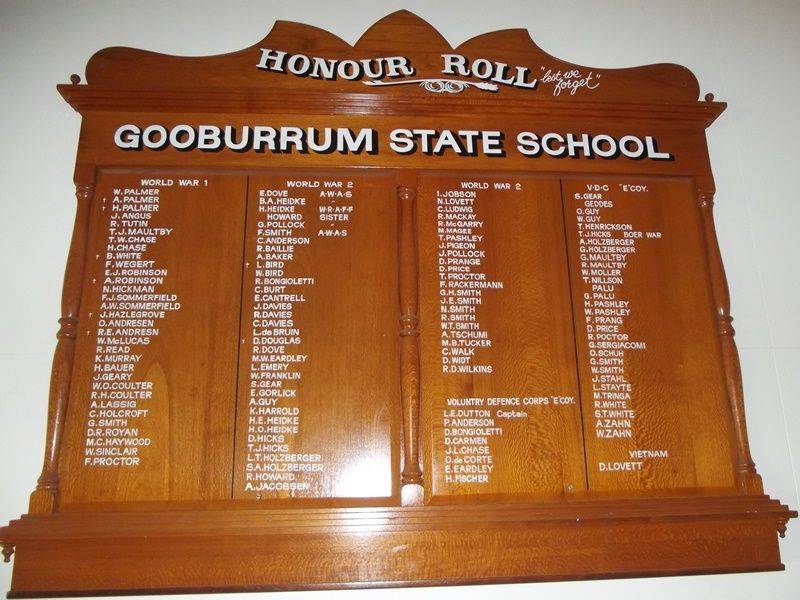 HONOUR ROLL "lest we forget"
GOOBURRUM STATE SCHOOL
WORLD WAR 1
W. PALMER
† A. PALMER
† H. PALMER
J. ANGUS
R. TUTIN
T.J. MAULTBY
T.W. CHASE
H. CHASE
† B. WHITE
F. WEGERT
E.J. ROBINSON
† A. ROBINSON
N. HICKMAN
F.J. SOMMERFIELD
A.W. SOMMERFIELD
† J. HAZLEGROVE
O. ANDRESEN
† R.E. ANDRESN
W. McLUCAS
R. READ
K. MURRAY
H. BAUER
J. GEARY
W.O. COULTER
R.H. COULTER
A. LASSIG
C. HOLCROFT
G. SMITH
D.R. ROYAN
M.C. HAYWOOD
W. SINCLAIR
F. PROCTOR
WORLD WAR 2
E. DOVE A·W·A·S
B.A. HEIDKE "
H. HEIDKE W·R·A·F·F
HOWARD SISTER
G. POLLOCK "
F. SMITH A·W·A·S
C. ANDERSON
R. BAILLIE
A. BAKER
† L. BIRD
W. BIRD
R. BONGIOLETTI
C. BURT
E. CANTRELL
J. DAVIES
R. DAVIES
C. DAVIES
L. de BRUIN
† D. DOUGLAS
R. DOVE
M.W. EARDLEY
L. EMERY
W. FRANKLIN
S. GEAR
E. GORLICK
A. GUY
K. HARROLD
H.E. HEIDKE
H.O. HEIDKE
D. HICKS
T.J. HICKS
L.T. HOLZBERGER
S.A. HOLZBERGER
R. HOWARD
A. JACOBSEN
WORLD WAR 2
I. JOBSON
N. LOVETT
C. LUDWIG
R. MACKAY
R. McGARRY
M. MAGEE
T. PASHLEY
J. PIGEON
J. POLLOCK
D. PRANGE
D. PRICE
T. PROCTOR
F. RACKERMANN
G.H. SMITH
J.E. SMITH
N. SMITH
R. SMITH
W.T. SMITH
A. TSCHUMI
M.B. TUCKER
C. WALK
D. WIDT
R.D. WILKINS
VOLUNTRY DEFENCE CORPS "E"COY.
L.E. DUTTON Captain
P. ANDERSON
D. BONGIOLETTI
D. CARMEN
J.L. CHASE
O. de CORTE
E. EARDLEY
H. FISCHER
V·D·C "E"COY.
S. GEAR
GEDDES
O. GUY
W. GUY
T. HENRICKSON
T.J. HICKS BOER WAR
A. HOLZBERGER
G. HOLZBERGER
G. MAULTBY
R. MAULTBY
W. MOLLER
T. NILLSON
PALU
G. PALU
H. PASHLEY
W. PASHLEY
F. PRANG
D. PRICE
R. POCTOR
G. SERGIACOMI
O. SCHUH
G. SMITH
W. SMITH
J. STAHL
L. STAYTE
M. TRINGA
R. WHITE
S.T. WHITE
A. ZAHN
W. ZAHN
VIETNAM
D. LOVETT